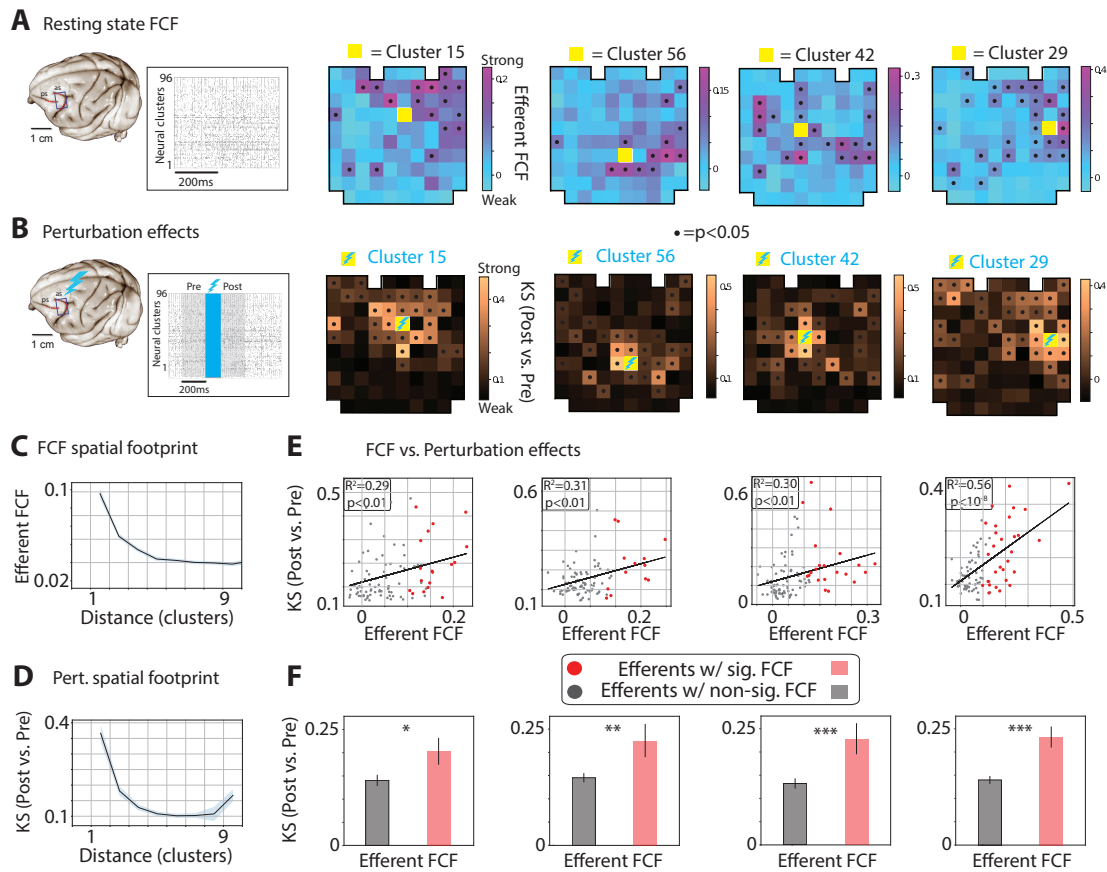 A Resting state FCF
ps
as
1 cm
96
Neural clusters
1
200ms
= Cluster 15
Strong
0.2
0
Weak
Efferent FCF
= Cluster 56
0.15
0
= Cluster 42
0.3
0
= Cluster 29
0.4
0
B Perturbation effects
•=p<0.05
ps
as
1 cm
Pre Post
96
Neural clusters
1
200ms
Cluster 15
Strong
0.4
0.1
Weak
KS (Post vs. Pre)
Cluster 56
0.5
0.1
Cluster 42
0.5
0.1
Cluster 29
0.4
0.1
C FCF spatial footprint
0.1
0.02
Efferent FCF
1 9
Distance (clusters)
E FCF vs. Perturbation effects
KS (Post vs. Pre)
R²=0.29
p<0.01
0.5
0.1
0 0.2
Efferent FCF
R²=0.31
p<0.01
0.6
0.1
0 0.2
Efferent FCF
R²=0.30
p<0.01
0.6
0
0 0.3
Efferent FCF
R²=0.56
p<10⁻⁸
0.4
0.1
0 0.5
Efferent FCF
Efferents w/ sig. FCF
Efferents w/ non-sig. FCF
D Pert. spatial footprint
0.4
0.1
KS (Post vs. Pre)
1 9
Distance (clusters)
F
KS (Post vs. Pre)
0.25
0
*
Efferent FCF
0.25
0
**
Efferent FCF
0.25
0
***
Efferent FCF
0.25
0
***
Efferent FCF